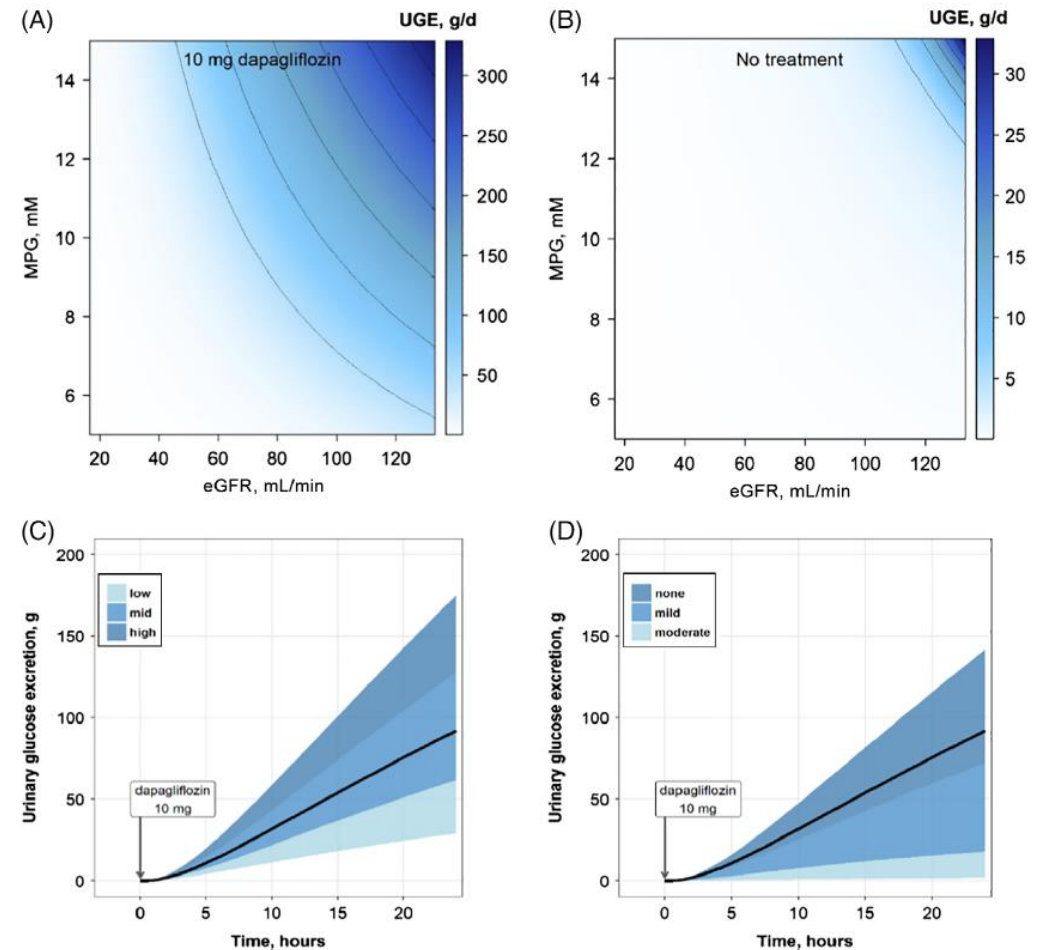 (A)
UGE, g/d
10 mg dapagliflozin
14
12
10
8
6
MPG, mM
20 40 60 80 100 120
eGFR, mL/min
300
250
200
150
100
50
(B)
UGE, g/d
No treatment
14
12
10
8
6
MPG, mM
20 40 60 80 100 120
eGFR, mL/min
30
25
20
15
10
5
(C)
200
150
100
50
0
Urinary glucose excretion, g
low
mid
high
dapagliflozin
10 mg
0 5 10 15 20
Time, hours
(D)
200
150
100
50
0
Urinary glucose excretion, g
none
mild
moderate
dapagliflozin
10 mg
0 5 10 15 20
Time, hours